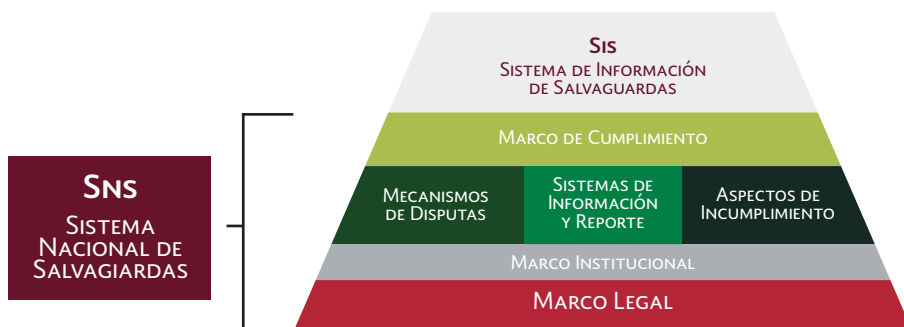 SNS
SISTEMA
NACIONAL DE
SALVAGIARDAS
SIS
SISTEMA DE INFORMACIÓN
DE SALVAGUARDAS
MARCO DE CUMPLIMIENTO
MECANISMOS
DE DISPUTAS
SISTEMAS DE
INFORMACIÓN
Y REPORTE
ASPECTOS DE
INCUMPLIMIENTO
MARCO INSTITUCIONAL
MARCO LEGAL